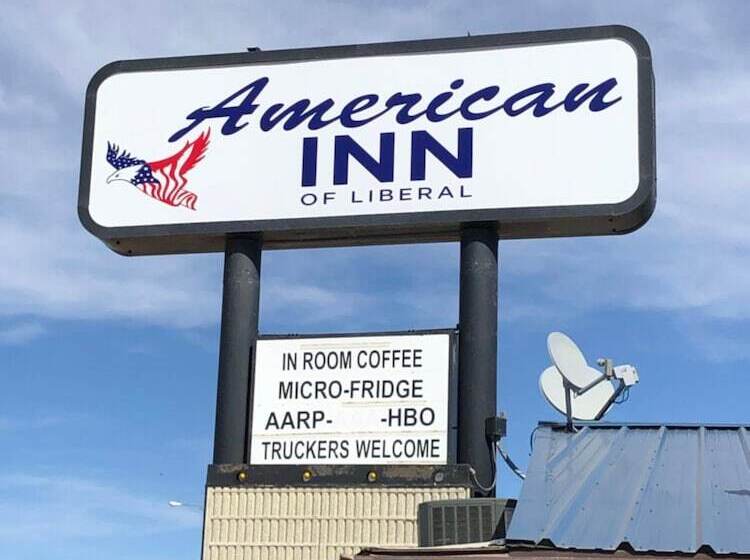 American
INN
OF LIBERAL
IN ROOM COFFEE
MICRO-FRIDGE
AARP- -HBO
TRUCKERS WELCOME